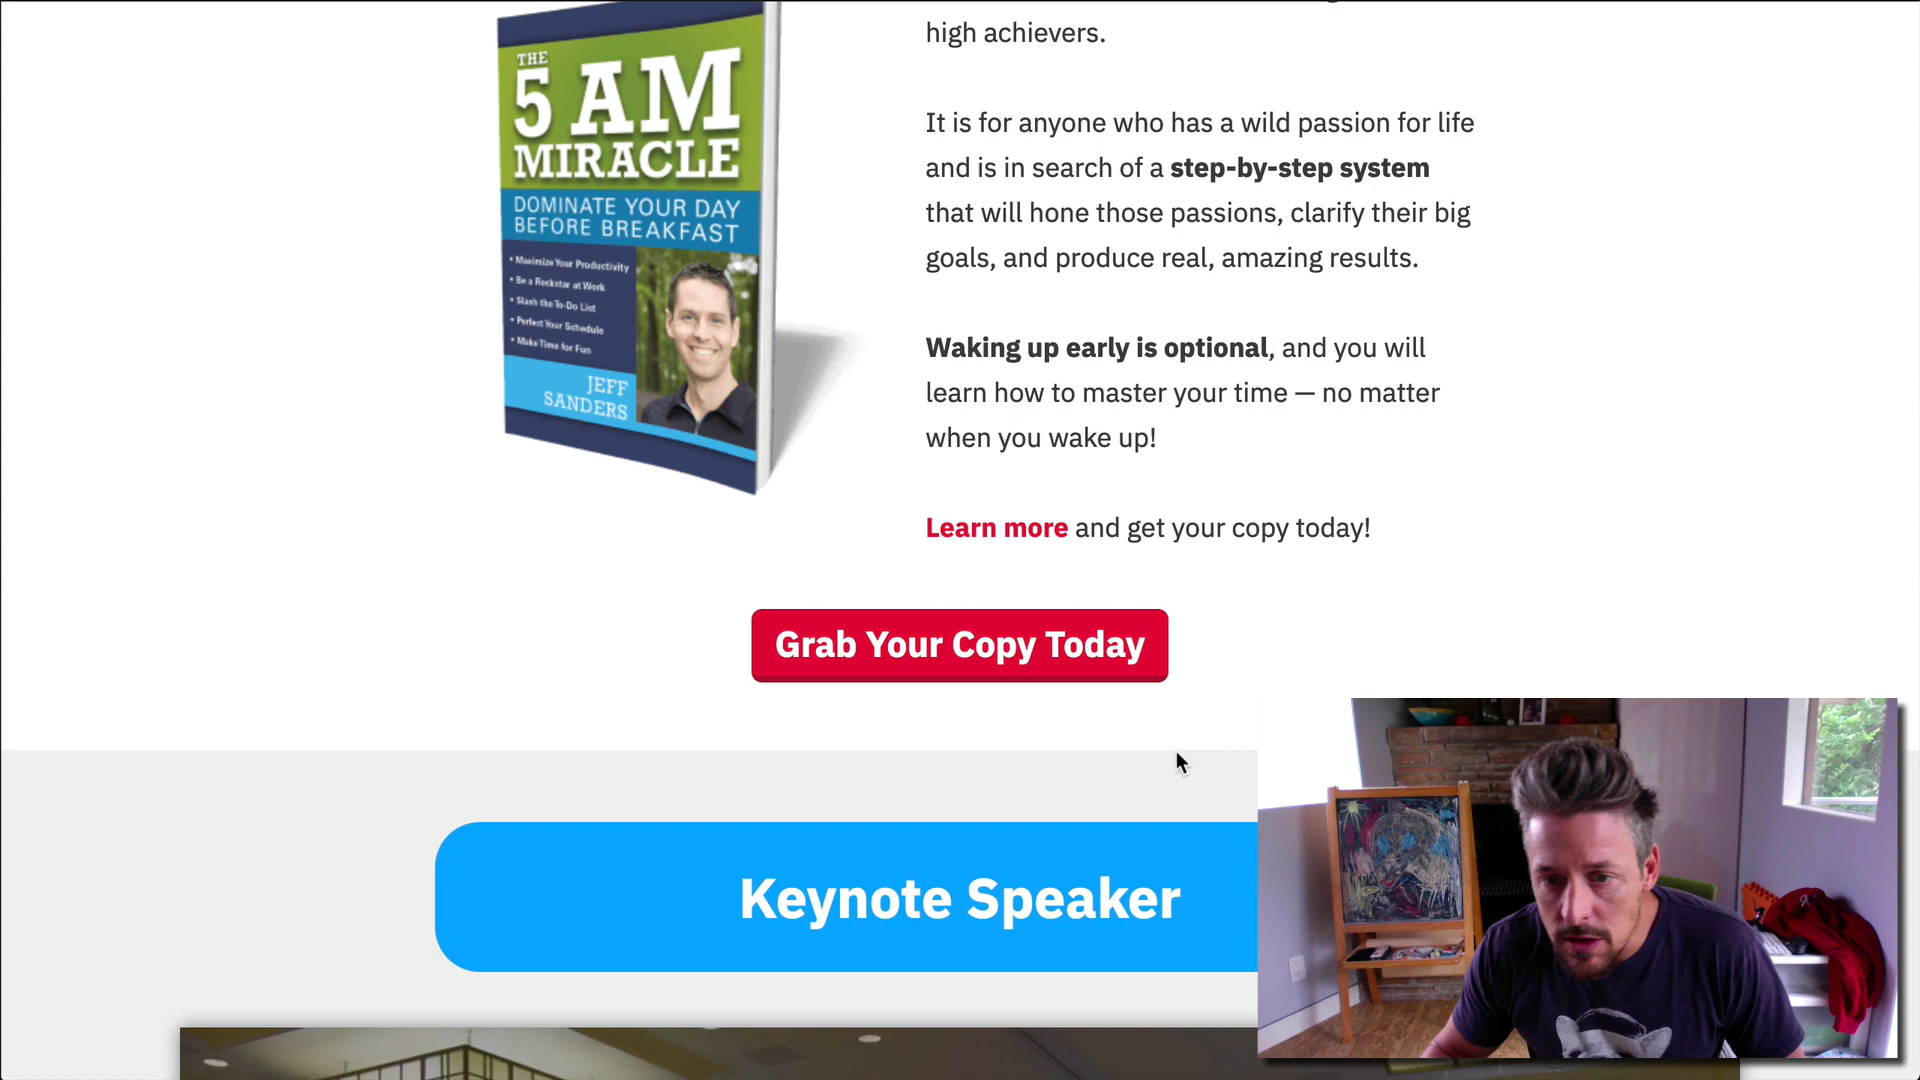 THE
5 AM
MIRACLE
DOMINATE YOUR DAY
BEFORE BREAKFAST
• Maximize Your Productivity
• Be a Rockstar at Work
• Slash the To-Do List
• Perfect Your Schedule
• Make Time for Fun
JEFF
SANDERS
high achievers.
It is for anyone who has a wild passion for life
and is in search of a step-by-step system
that will hone those passions, clarify their big
goals, and produce real, amazing results.
Waking up early is optional, and you will
learn how to master your time — no matter
when you wake up!
Learn more and get your copy today!
Grab Your Copy Today
Keynote Speaker